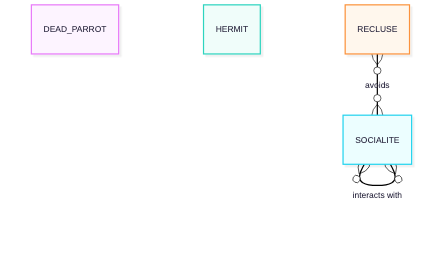 DEAD_PARROT
HERMIT
RECLUSE
avoids
SOCIALITE
interacts with